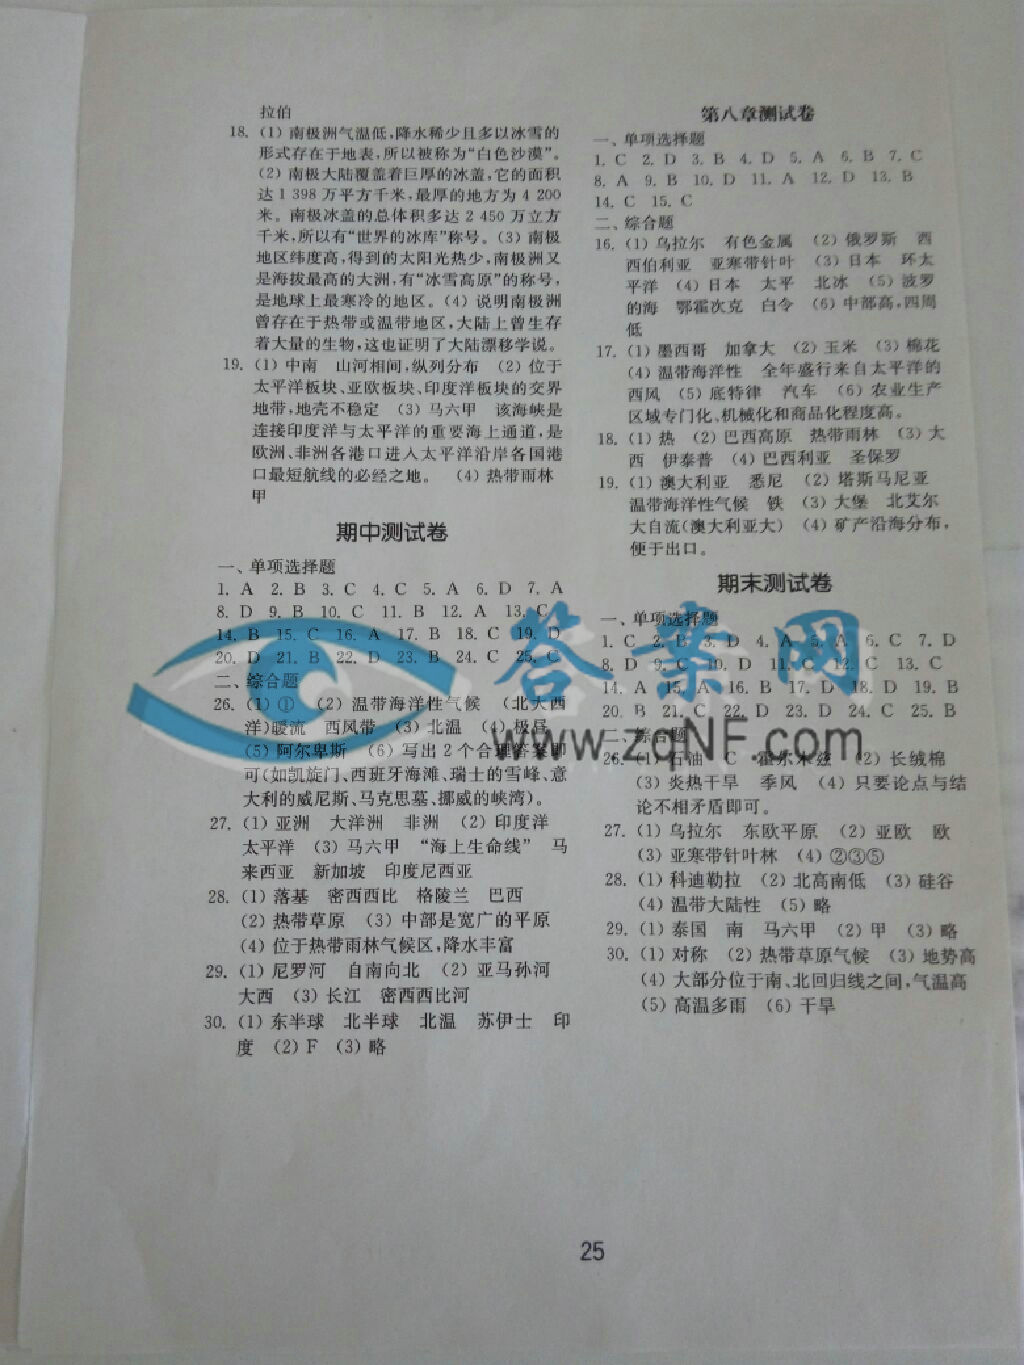 拉伯
18. (1) 南极洲气温低,降水稀少且多以冰雪的
形式存在于地表,所以被称为“白色沙漠”。
(2) 南极大陆覆盖着巨厚的冰盖,它的面积
达 1 398 万平方千米,最厚的地方为 4 200
米。南极冰盖的总体积多达 2 450 万立方
千米,所以有“世界的冰库”称号。(3) 南极
地区纬度高,得到的太阳光热少,南极洲又
是海拔最高的大洲,有“冰雪高原”的称号,
是地球上最寒冷的地区。(4) 说明南极洲
曾存在于热带或温带地区,大陆上曾生存
着大量的生物,这也证明了大陆漂移学说。
19. (1) 中南 山河相间,纵列分布 (2) 位于
太平洋板块、亚欧板块、印度洋板块的交界
地带,地壳不稳定 (3) 马六甲 该海峡是
连接印度洋与太平洋的重要海上通道,是
欧洲、非洲各港口进入太平洋沿岸各国港
口最短航线的必经之地。 (4) 热带雨林
甲
期中测试卷
一、单项选择题
1. A 2. B 3. C 4. C 5. A 6. D 7. A
8. D 9. B 10. C 11. B 12. A 13. C
14. B 15. C 16. A 17. B 18. C 19. D
20. D 21. B 22. D 23. B 24. C 25. C
二、综合题
26. (1) ① (2) 温带海洋性气候 (北大西
洋)暖流 西风带 (3) 北温 (4) 极昼
(5) 阿尔卑斯 (6) 写出 2 个合理答案即
可(如凯旋门、西班牙海滩、瑞士的雪峰、意
大利的威尼斯、马克思墓、挪威的峡湾)。
27. (1) 亚洲 大洋洲 非洲 (2) 印度洋
太平洋 (3) 马六甲 “海上生命线” 马
来西亚 新加坡 印度尼西亚
28. (1) 落基 密西西比 格陵兰 巴西
(2) 热带草原 (3) 中部是宽广的平原
(4) 位于热带雨林气候区,降水丰富
29. (1) 尼罗河 自南向北 (2) 亚马孙河
大西 (3) 长江 密西西比河
30. (1) 东半球 北半球 北温 苏伊士 印
度 (2) F (3) 略
第八章测试卷
一、单项选择题
1. C 2. D 3. B 4. D 5. A 6. B 7. C
8. A 9. B 10. D 11. A 12. D 13. B
14. C 15. C
二、综合题
16. (1) 乌拉尔 有色金属 (2) 俄罗斯 西
西伯利亚 亚寒带针叶 (3) 日本 环太
平洋 (4) 日本 太平 北冰 (5) 波罗
的海 鄂霍次克 白令 (6) 中部高,四周
低
17. (1) 墨西哥 加拿大 (2) 玉米 (3) 棉花
(4) 温带海洋性 全年盛行来自太平洋的
西风 (5) 底特律 汽车 (6) 农业生产
区域专门化、机械化和商品化程度高。
18. (1) 热 (2) 巴西高原 热带雨林 (3) 大
西 伊泰普 (4) 巴西利亚 圣保罗
19. (1) 澳大利亚 悉尼 (2) 塔斯马尼亚
温带海洋性气候 铁 (3) 大堡 北艾尔
大自流(澳大利亚大) (4) 矿产沿海分布,
便于出口。
期末测试卷
一、单项选择题
1. C 2. B 3. D 4. A 5. A 6. C 7. D
8. D 9. C 10. D 11. C 12. C 13. C
14. A 15. A 16. B 17. D 18. D 19. B
20. B 21. C 22. D 23. D 24. C 25. B
二、综合题
26. (1) 石油 C 霍尔木兹 (2) 长绒棉
(3) 炎热干旱 季风 (4) 只要论点与结
论不相矛盾即可。
27. (1) 乌拉尔 东欧平原 (2) 亚欧 欧
(3) 亚寒带针叶林 (4) ②③⑤
28. (1) 科迪勒拉 (2) 北高南低 (3) 硅谷
(4) 温带大陆性 (5) 略
29. (1) 泰国 南 马六甲 (2) 甲 (3) 略
30. (1) 对称 (2) 热带草原气候 (3) 地势高
(4) 大部分位于南、北回归线之间,气温高
(5) 高温多雨 (6) 干旱
答案网
www.zqNF.com
25